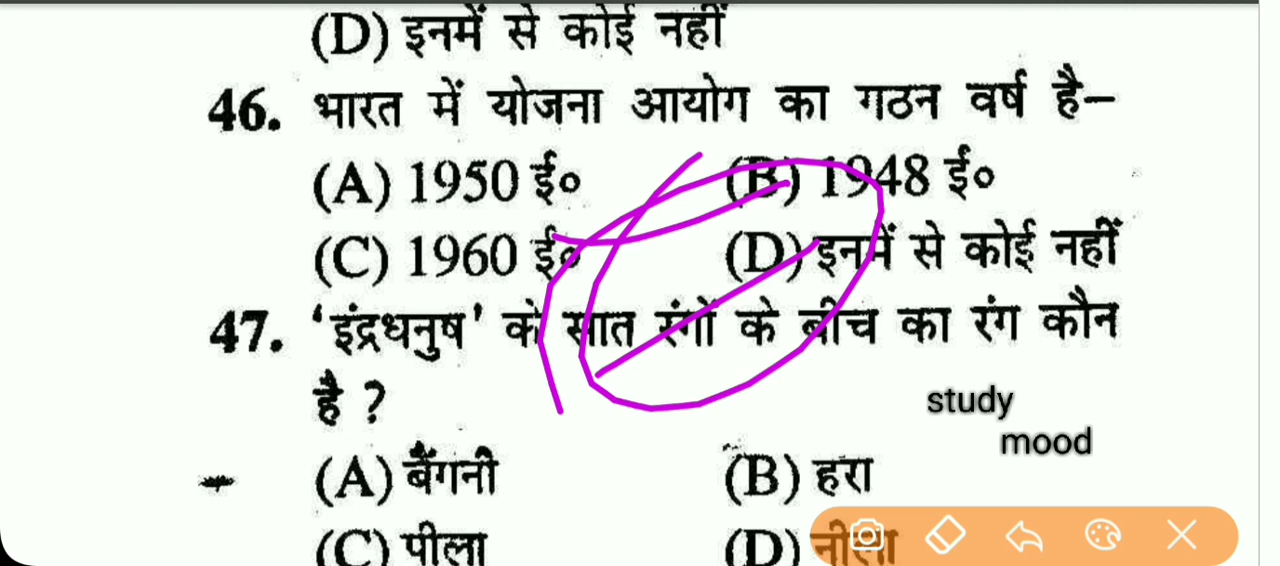 (D) इनमें से कोई नहीं
46. भारत में योजना आयोग का गठन वर्ष है–
(A) 1950 ई० (B) 1948 ई०
(C) 1960 ई० (D) इनमें से कोई नहीं
47. ‘इंद्रधनुष’ के सात रंगों के बीच का रंग कौन
है ?
study
mood
(A) बैंगनी (B) हरा
(C) पीला (D) नीला